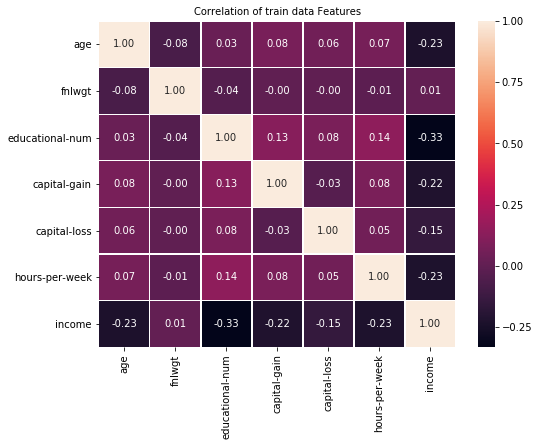 Correlation of train data Features
age 1.00 -0.08 0.03 0.08 0.06 0.07 -0.23
fnlwgt -0.08 1.00 -0.04 -0.00 -0.00 -0.01 0.01
educational-num 0.03 -0.04 1.00 0.13 0.08 0.14 -0.33
capital-gain 0.08 -0.00 0.13 1.00 -0.03 0.08 -0.22
capital-loss 0.06 -0.00 0.08 -0.03 1.00 0.05 -0.15
hours-per-week 0.07 -0.01 0.14 0.08 0.05 1.00 -0.23
income -0.23 0.01 -0.33 -0.22 -0.15 -0.23 1.00
age
fnlwgt
educational-num
capital-gain
capital-loss
hours-per-week
income
1.00
0.75
0.50
0.25
0.00
−0.25